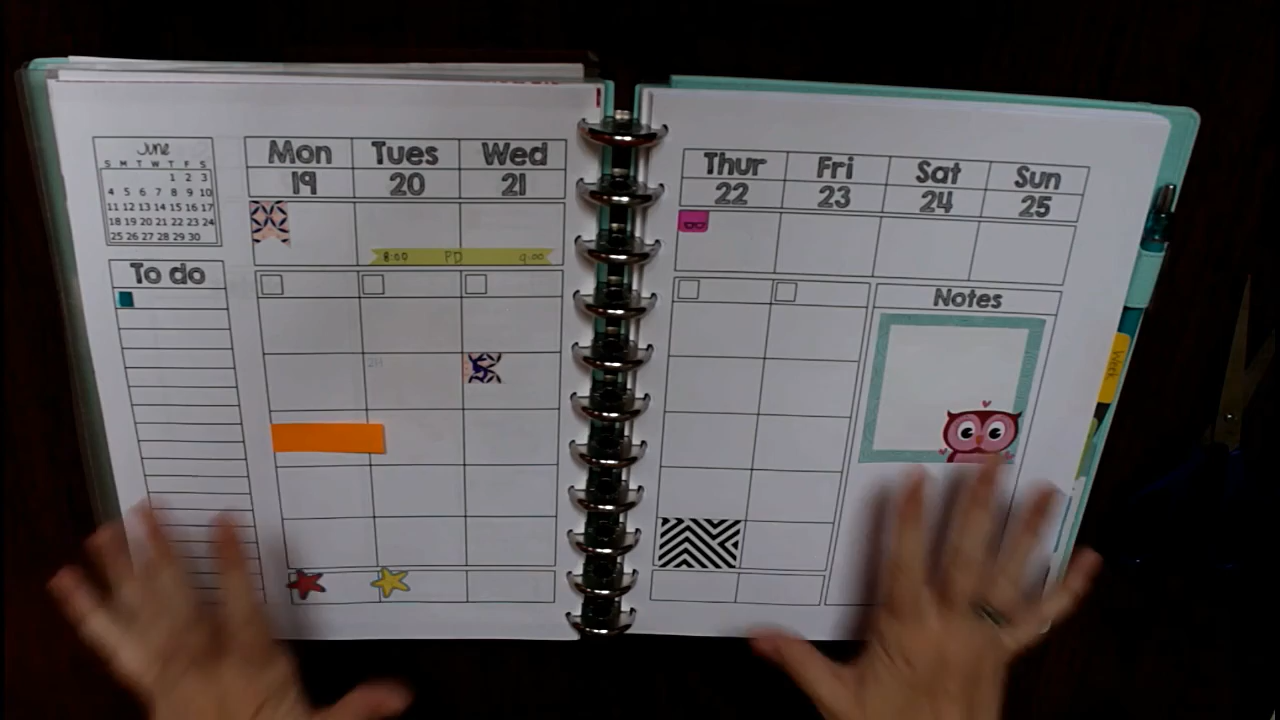 June
S M T W T F S
1 2 3
4 5 6 7 8 9 10
11 12 13 14 15 16 17
18 19 20 21 22 23 24
25 26 27 28 29 30
To do
Mon Tues Wed
19 20 21
8:00 PD 9:00
Thur Fri Sat Sun
22 23 24 25
Notes
Week